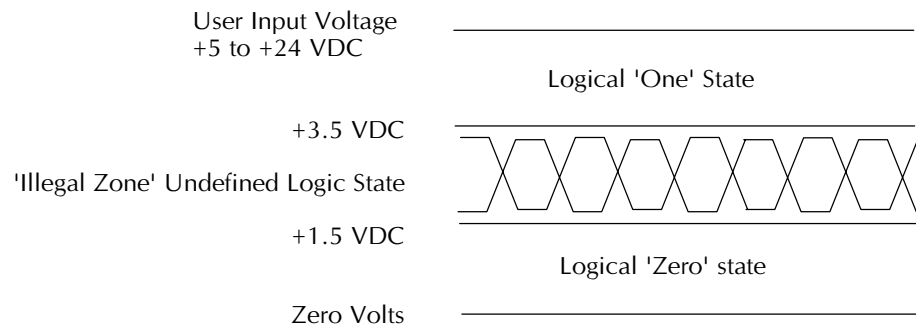 User Input Voltage
+5 to +24 VDC
Logical 'One' State
+3.5 VDC
'Illegal Zone' Undefined Logic State
+1.5 VDC
Logical 'Zero' state
Zero Volts